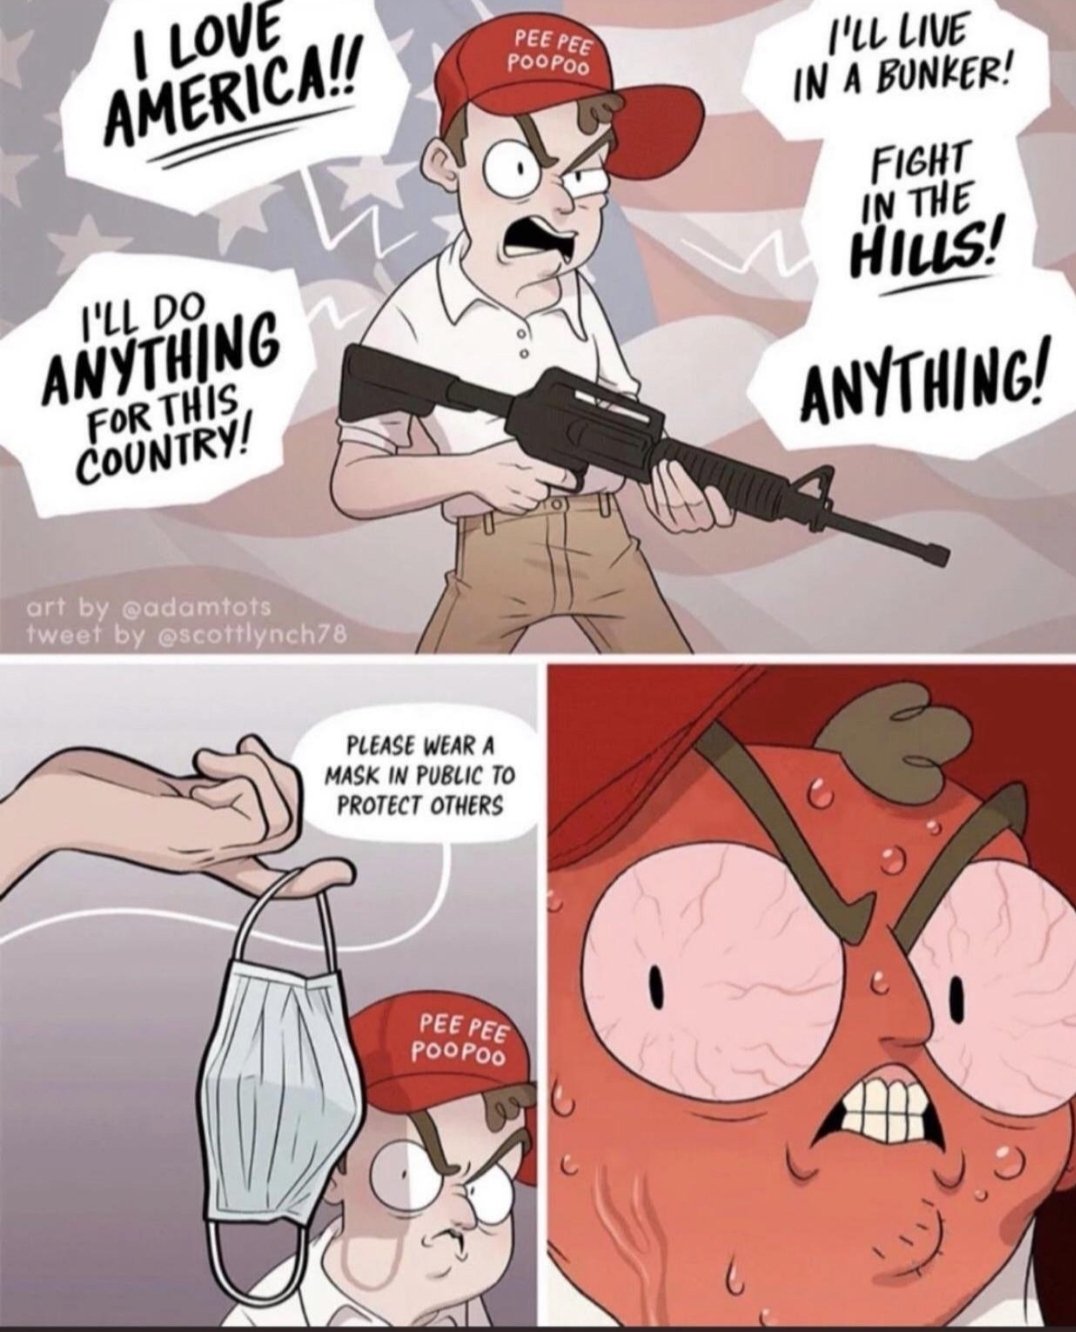 I LOVE
AMERICA!!
PEE PEE
POOPOO
I'LL LIVE
IN A BUNKER!
FIGHT
IN THE
HILLS!
I'LL DO
ANYTHING
FOR THIS
COUNTRY!
ANYTHING!
art by @adamtots
tweet by @scottlynch78
PLEASE WEAR A
MASK IN PUBLIC TO
PROTECT OTHERS
PEE PEE
POOPOO